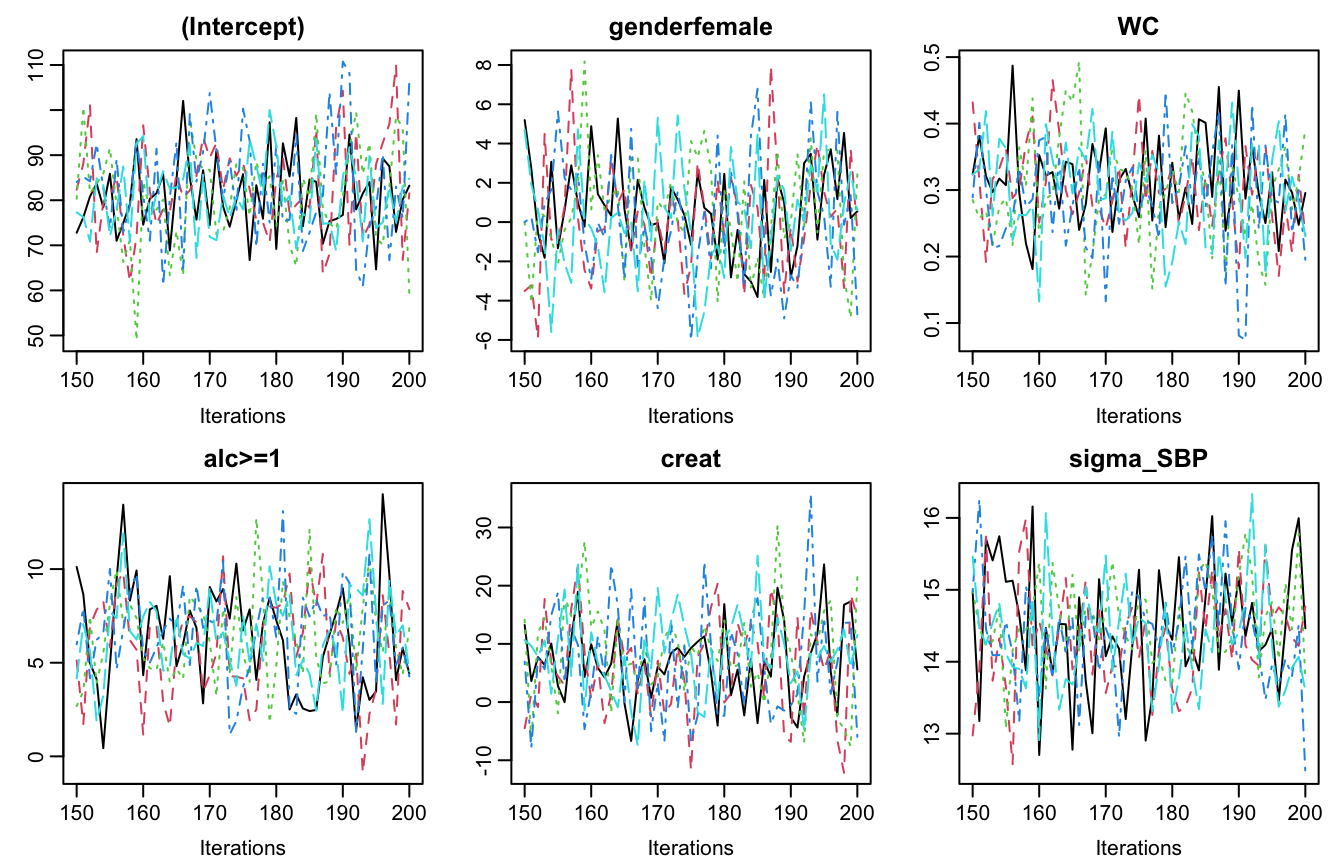 (Intercept)
110
90
80
70
60
50
150 160 170 180 190 200
Iterations
genderfemale
8
6
4
2
0
-2
-4
-6
150 160 170 180 190 200
Iterations
WC
0.5
0.4
0.3
0.2
0.1
150 160 170 180 190 200
Iterations
alc>=1
10
5
0
150 160 170 180 190 200
Iterations
creat
30
20
10
0
-10
150 160 170 180 190 200
Iterations
sigma_SBP
16
15
14
13
150 160 170 180 190 200
Iterations